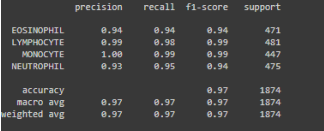 precision recall f1-score support
EOSINOPHIL 0.94 0.94 0.94 471
LYMPHOCYTE 0.99 0.98 0.99 481
MONOCYTE 1.00 0.99 0.99 447
NEUTROPHIL 0.93 0.95 0.94 475
accuracy 0.97 1874
macro avg 0.97 0.97 0.97 1874
weighted avg 0.97 0.97 0.97 1874